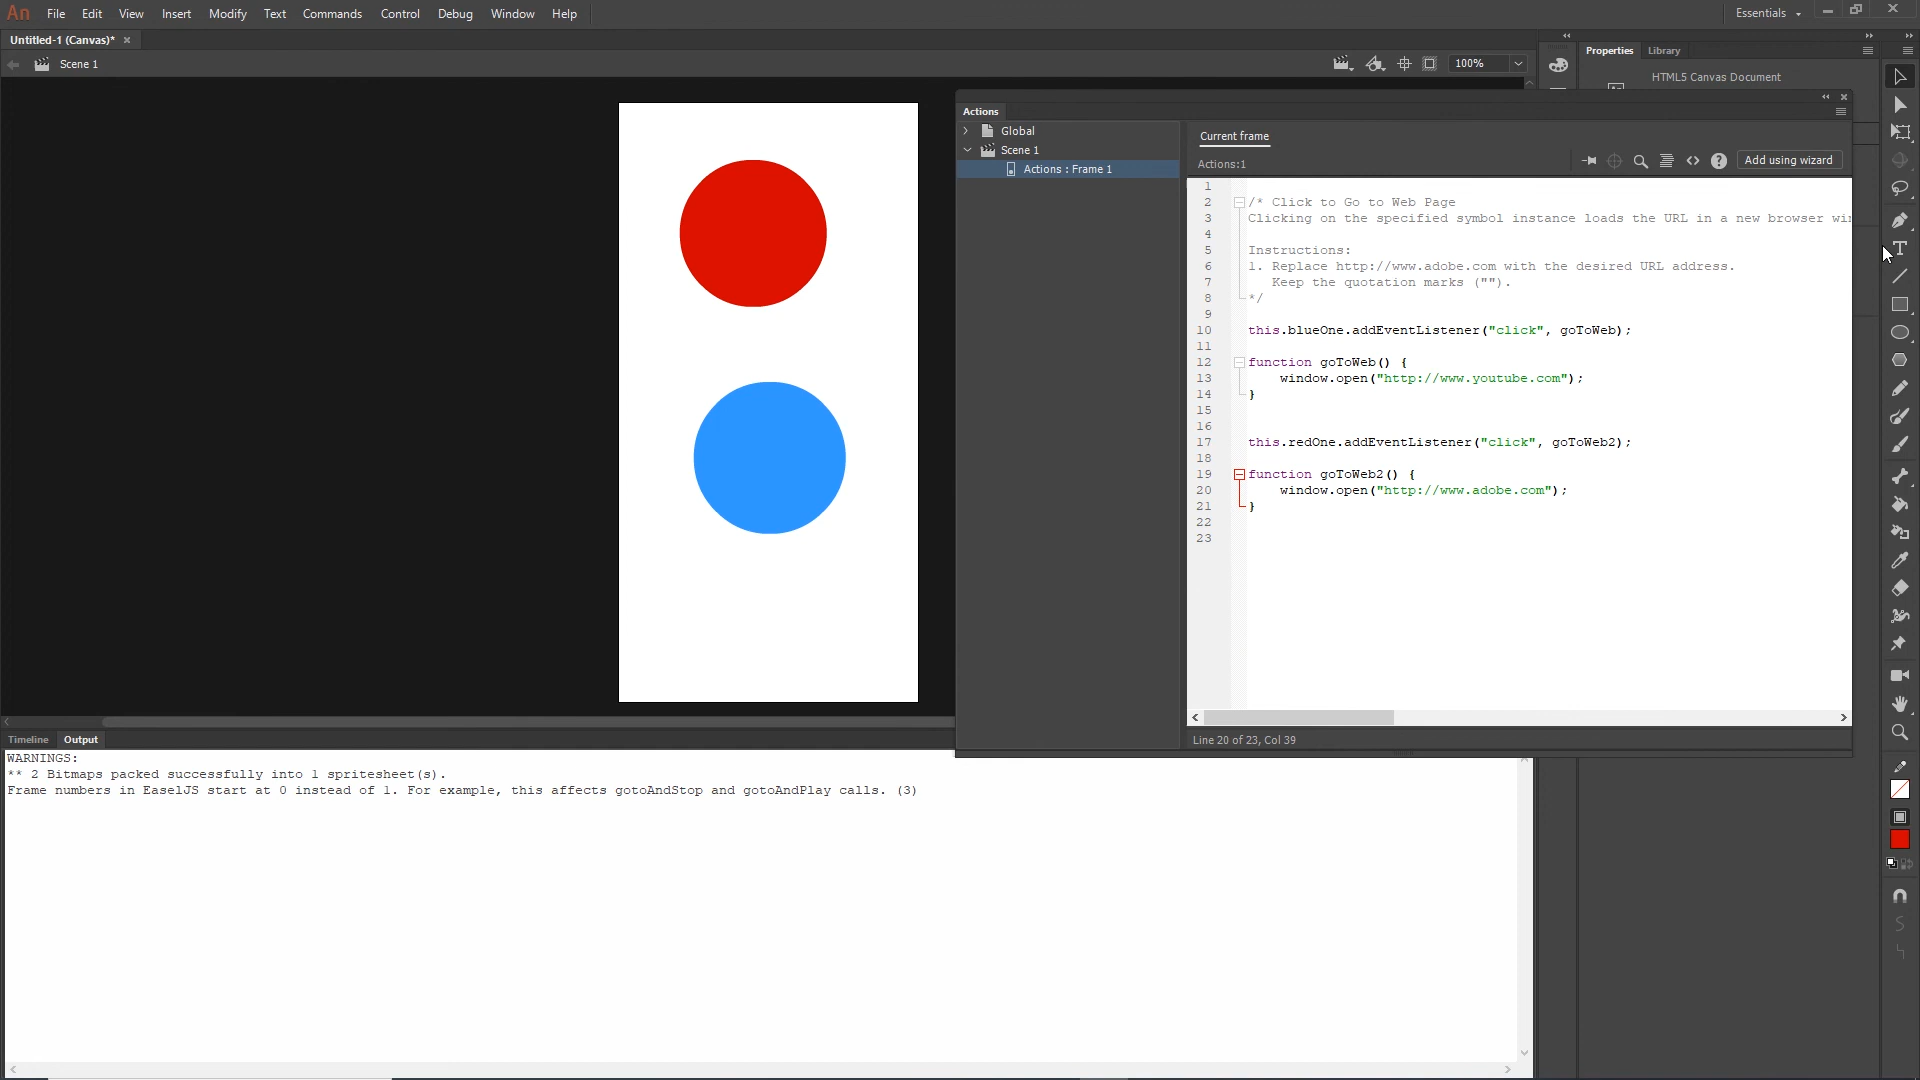 An File Edit View Insert Modify Text Commands Control Debug Window Help Essentials
Untitled-1 (Canvas)* ×
Scene 1 100%
Properties Library
HTML5 Canvas Document
Actions
Global
Scene 1
Actions : Frame 1
Current frame
Actions:1 Add using wizard
1
2 /* Click to Go to Web Page
3 Clicking on the specified symbol instance loads the URL in a new browser
4
5 Instructions:
6 1. Replace http://www.adobe.com with the desired URL address.
7 Keep the quotation marks ("").
8 */
9
10 this.blueOne.addEventListener("click", goToWeb);
11
12 function goToWeb() {
13 window.open("http://www.youtube.com");
14 }
15
16
17 this.redOne.addEventListener("click", goToWeb2);
18
19 function goToWeb2() {
20 window.open("http://www.adobe.com");
21 }
22
23
Line 20 of 23, Col 39
Timeline Output
WARNINGS:
** 2 Bitmaps packed successfully into 1 spritesheet(s).
Frame numbers in EaselJS start at 0 instead of 1. For example, this affects gotoAndStop and gotoAndPlay calls. (3)